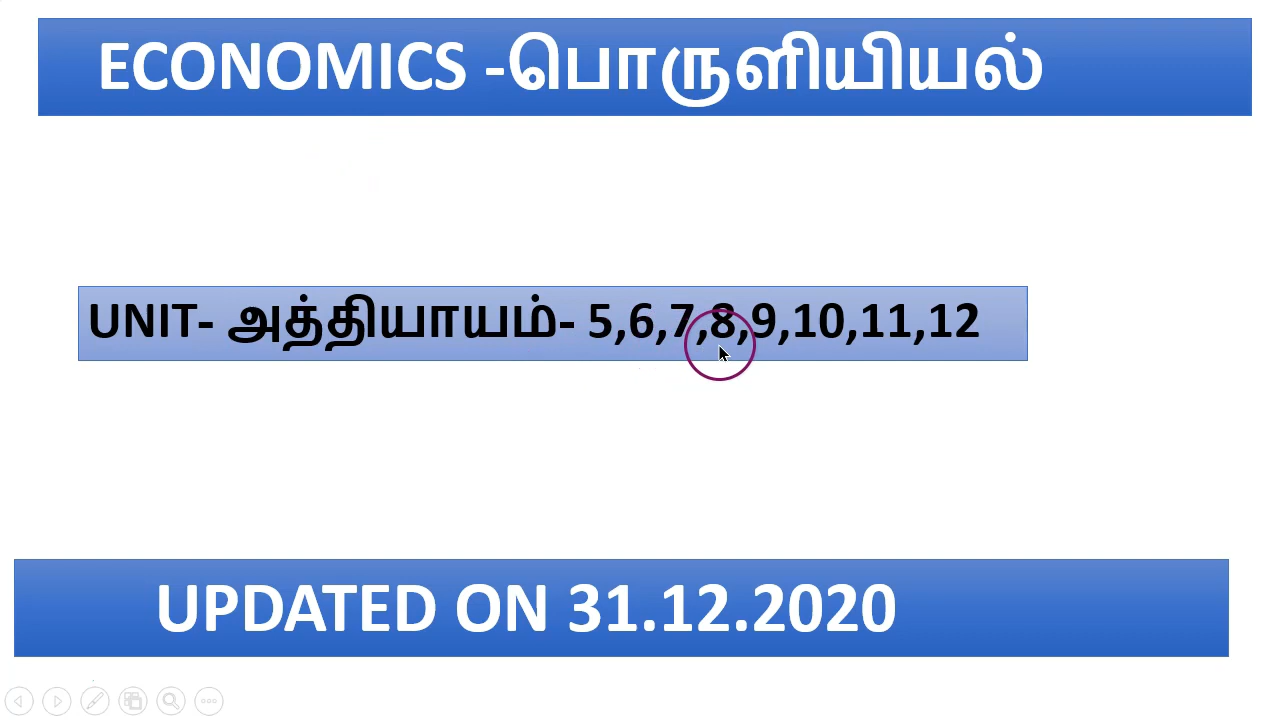 ECONOMICS -பொருளியியல்
UNIT- அத்தியாயம்- 5,6,7,8,9,10,11,12
UPDATED ON 31.12.2020